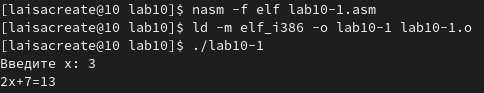 [laisacreate@10 lab10]$ nasm -f elf lab10-1.asm
[laisacreate@10 lab10]$ ld -m elf_i386 -o lab10-1 lab10-1.o
[laisacreate@10 lab10]$ ./lab10-1
Введите x: 3
2x+7=13